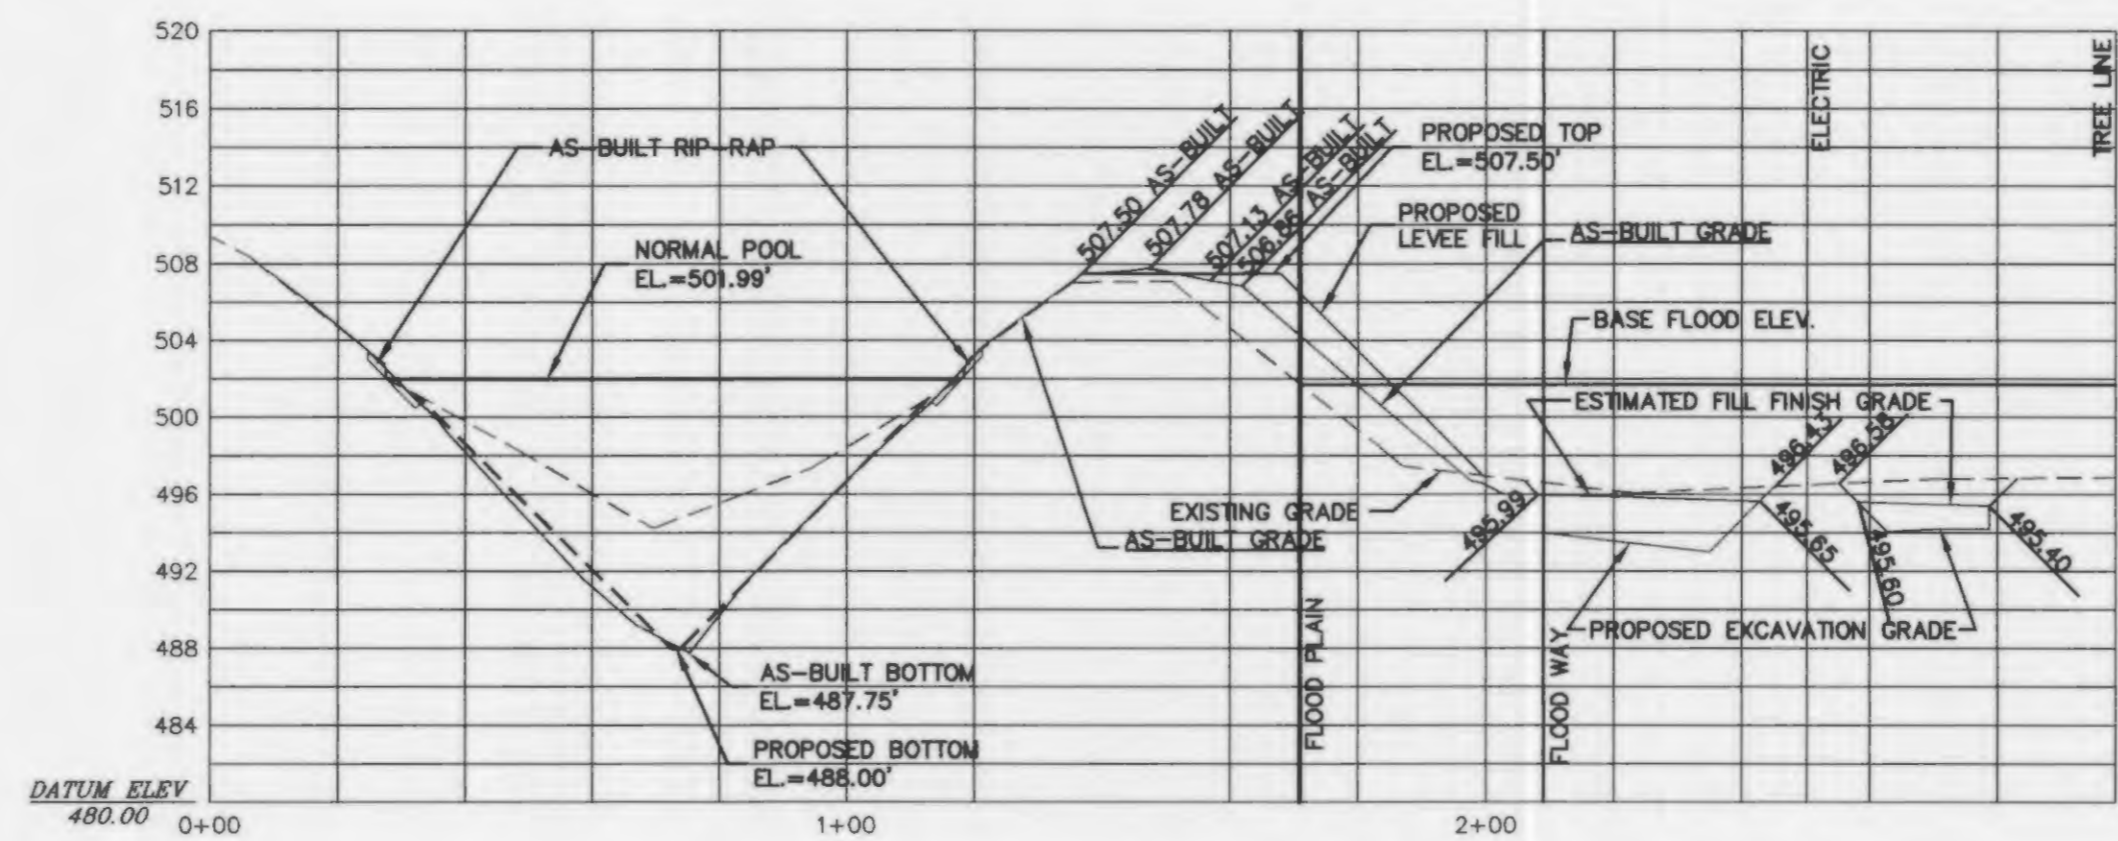 520
516
512
508
504
500
496
492
488
484
DATUM ELEV
480.00
0+00
1+00
2+00
AS-BUILT RIP-RAP
NORMAL POOL
EL.=501.99'
507.50 AS-BUILT
507.78 AS-BUILT
507.13 AS-BUILT
506.86 AS-BUILT
PROPOSED TOP
EL.=507.50'
PROPOSED
LEVEE FILL
AS-BUILT GRADE
ELECTRIC
TREE LINE
BASE FLOOD ELEV.
ESTIMATED FILL FINISH GRADE
496.43
496.58
EXISTING GRADE
AS-BUILT GRADE
495.99
495.65
495.60
495.40
FLOOD PLAIN
FLOOD WAY
PROPOSED EXCAVATION GRADE
AS-BUILT BOTTOM
EL.=487.75'
PROPOSED BOTTOM
EL.=488.00'